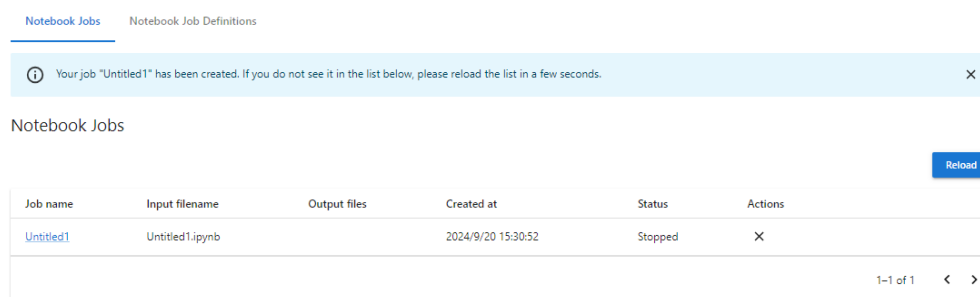 Notebook Jobs Notebook Job Definitions
Your job "Untitled1" has been created. If you do not see it in the list below, please reload the list in a few seconds.
Notebook Jobs
Reload
Job name Input filename Output files Created at Status Actions
Untitled1 Untitled1.ipynb 2024/9/20 15:30:52 Stopped
1–1 of 1